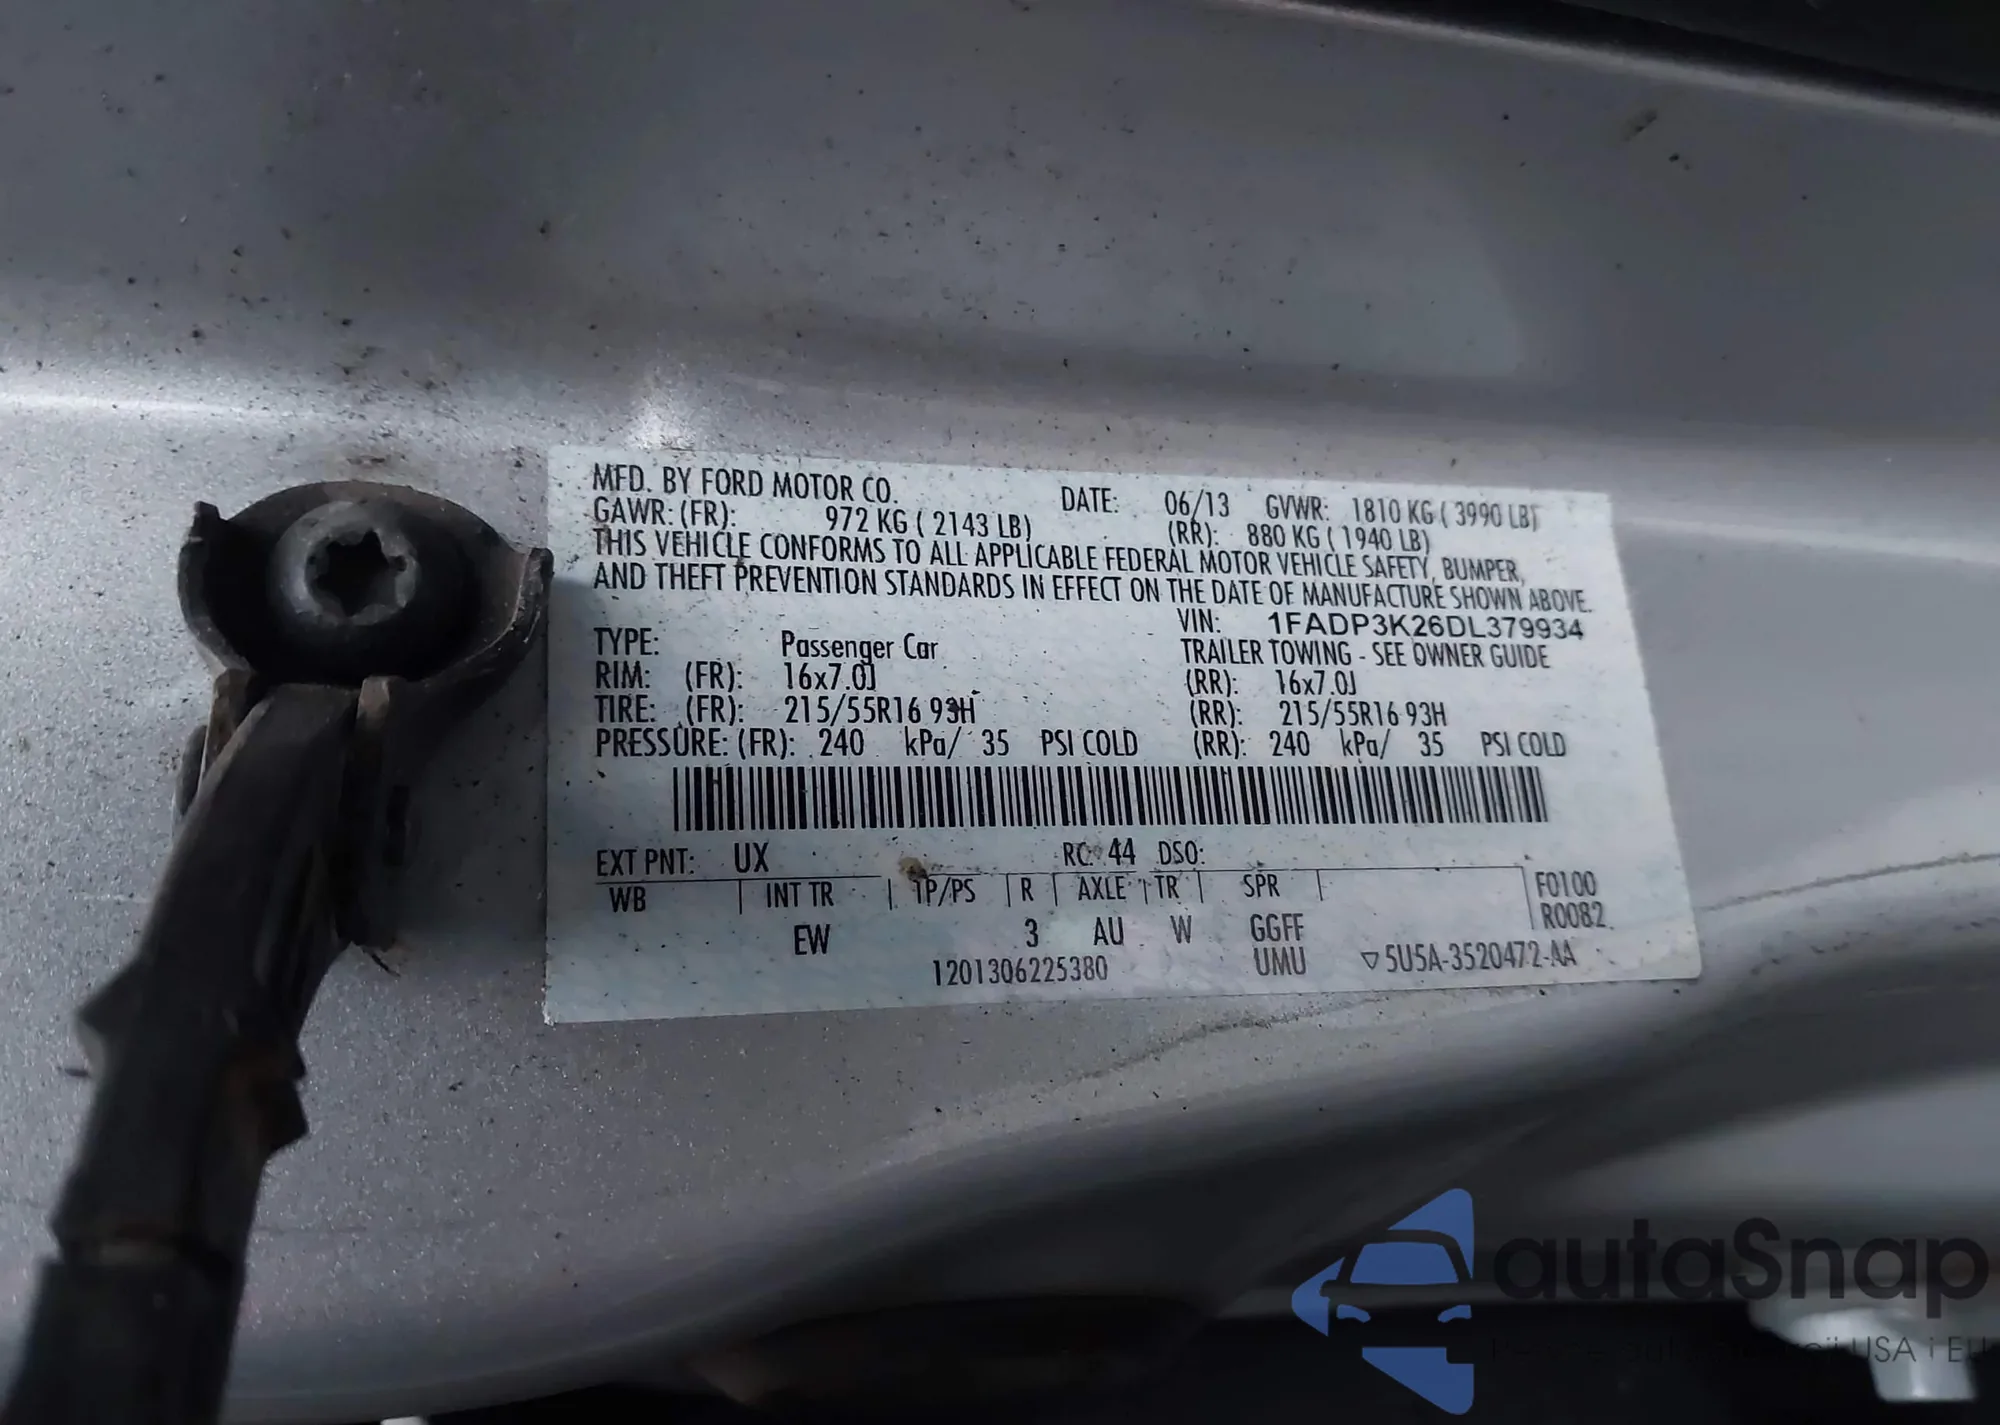 MFD. BY FORD MOTOR CO. DATE: 06/13 GVWR: 1810 KG ( 3990 LB)
GAWR: (FR): 972 KG ( 2143 LB) (RR): 880 KG ( 1940 LB)
THIS VEHICLE CONFORMS TO ALL APPLICABLE FEDERAL MOTOR VEHICLE SAFETY, BUMPER,
AND THEFT PREVENTION STANDARDS IN EFFECT ON THE DATE OF MANUFACTURE SHOWN ABOVE.
VIN: 1FADP3K26DL379934
TYPE: Passenger Car TRAILER TOWING - SEE OWNER GUIDE
RIM: (FR): 16x7.0J (RR): 16x7.0J
TIRE: (FR): 215/55R16 93H (RR): 215/55R16 93H
PRESSURE: (FR): 240 kPa/ 35 PSI COLD (RR): 240 kPa/ 35 PSI COLD
EXT PNT: UX RC: 44 DSO:
WB INT TR TP/PS R AXLE TR SPR F0100
R0082
EW 3 AU W GGFF
1201306225380 UMU ▽5U5A-3520472-AA
autaSnap
USA i EU